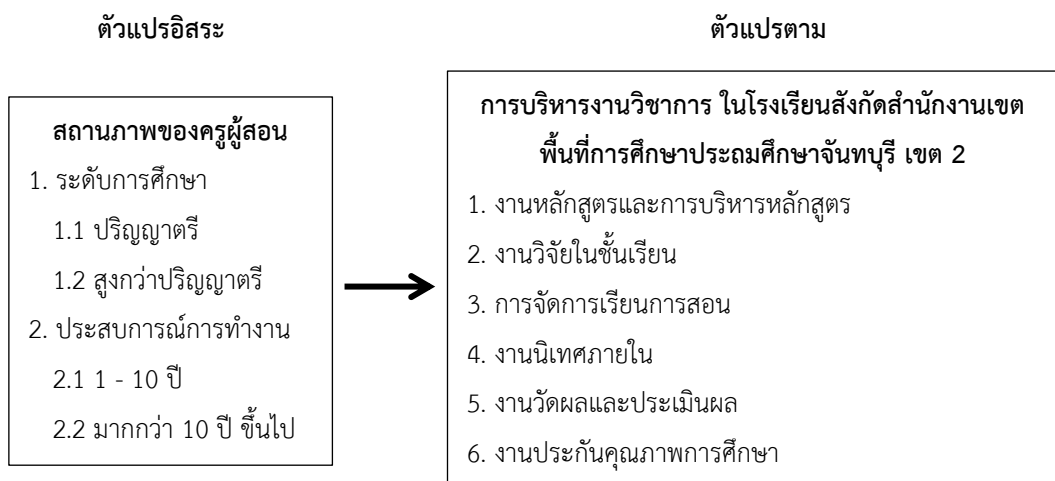 ตัวแปรอิสระ
ตัวแปรตาม
สถานภาพของครูผู้สอน
1. ระดับการศึกษา
1.1 ปริญญาตรี
1.2 สูงกว่าปริญญาตรี
2. ประสบการณ์การทำงาน
2.1 1 - 10 ปี
2.2 มากกว่า 10 ปี ขึ้นไป
การบริหารงานวิชาการ ในโรงเรียนสังกัดสำนักงานเขต
พื้นที่การศึกษาประถมศึกษาจันทบุรี เขต 2
1. งานหลักสูตรและการบริหารหลักสูตร
2. งานวิจัยในชั้นเรียน
3. การจัดการเรียนการสอน
4. งานนิเทศภายใน
5. งานวัดผลและประเมินผล
6. งานประกันคุณภาพการศึกษา